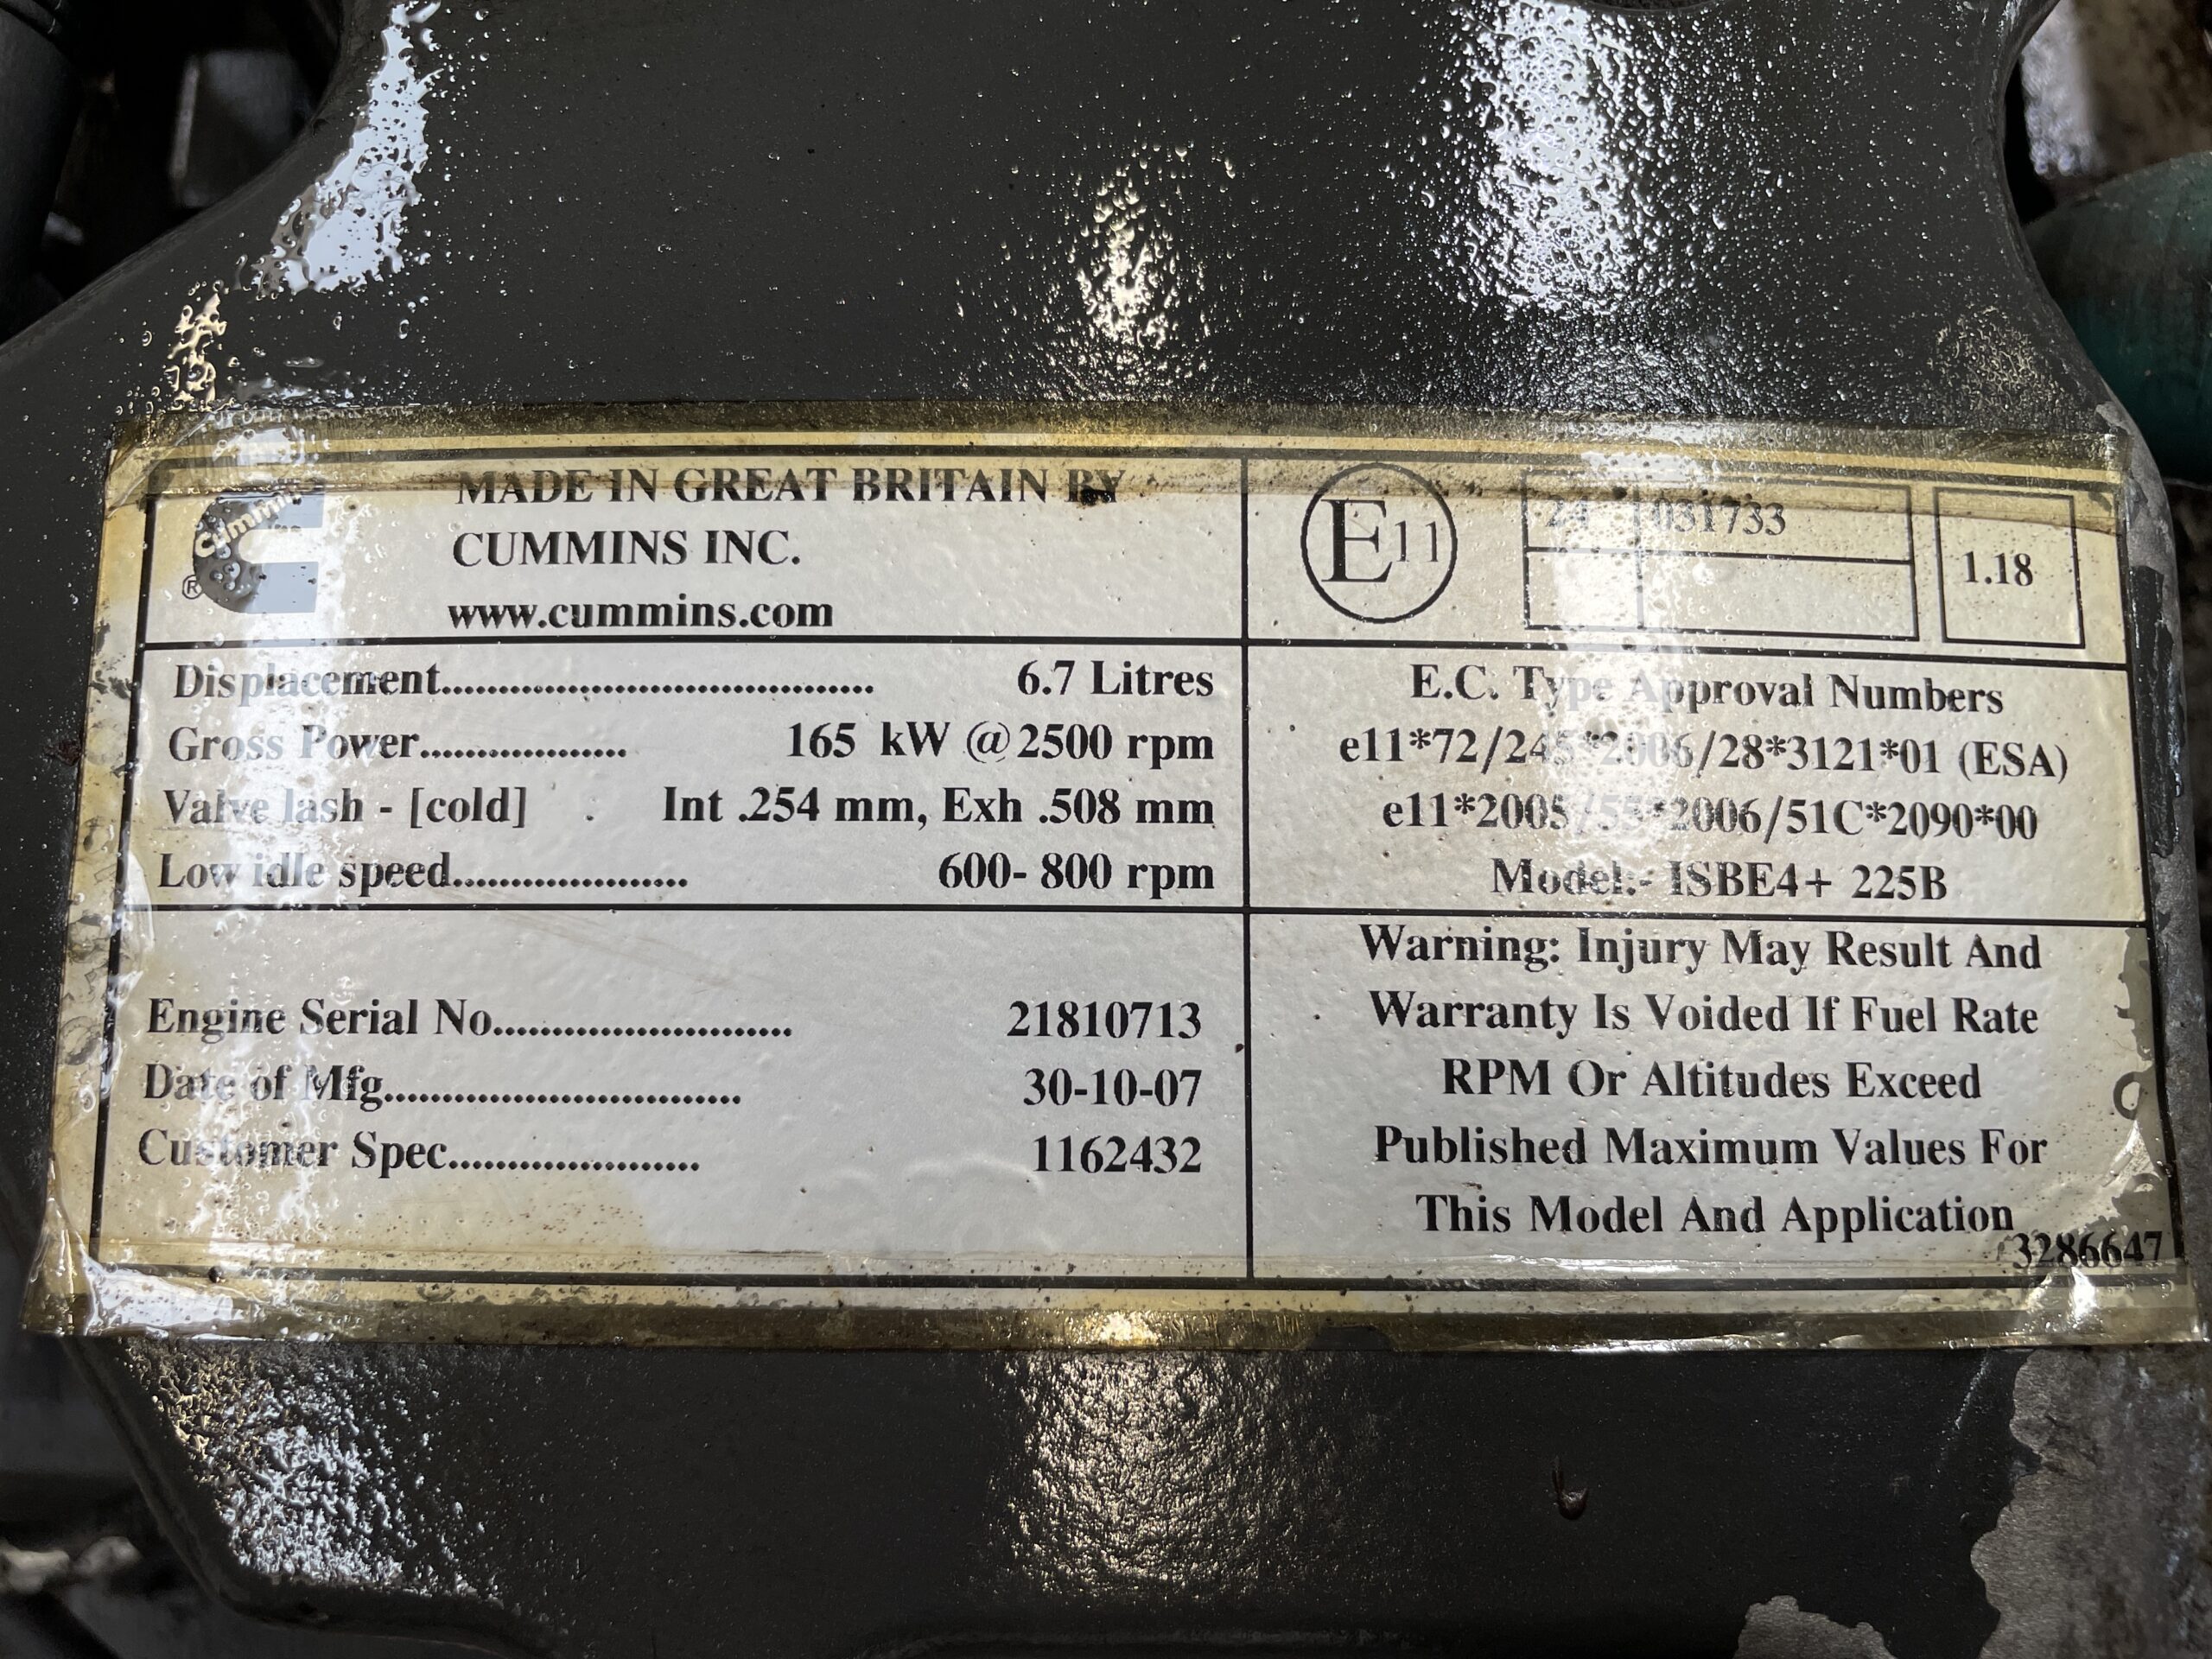 MADE IN GREAT BRITAIN BY
CUMMINS INC.
www.cummins.com
Cummins
®
E11
24 031733
1.18
Displacement..................................... 6.7 Litres
Gross Power.................. 165 kW @2500 rpm
Valve lash - [cold] . Int .254 mm, Exh .508 mm
Low idle speed..................... 600- 800 rpm
E.C. Type Approval Numbers
e11*72/245*2006/28*3121*01 (ESA)
e11*2005/55*2006/51C*2090*00
Model:- ISBE4+ 225B
Engine Serial No.......................... 21810713
Date of Mfg............................... 30-10-07
Customer Spec...................... 1162432
Warning: Injury May Result And
Warranty Is Voided If Fuel Rate
RPM Or Altitudes Exceed
Published Maximum Values For
This Model And Application
3286647